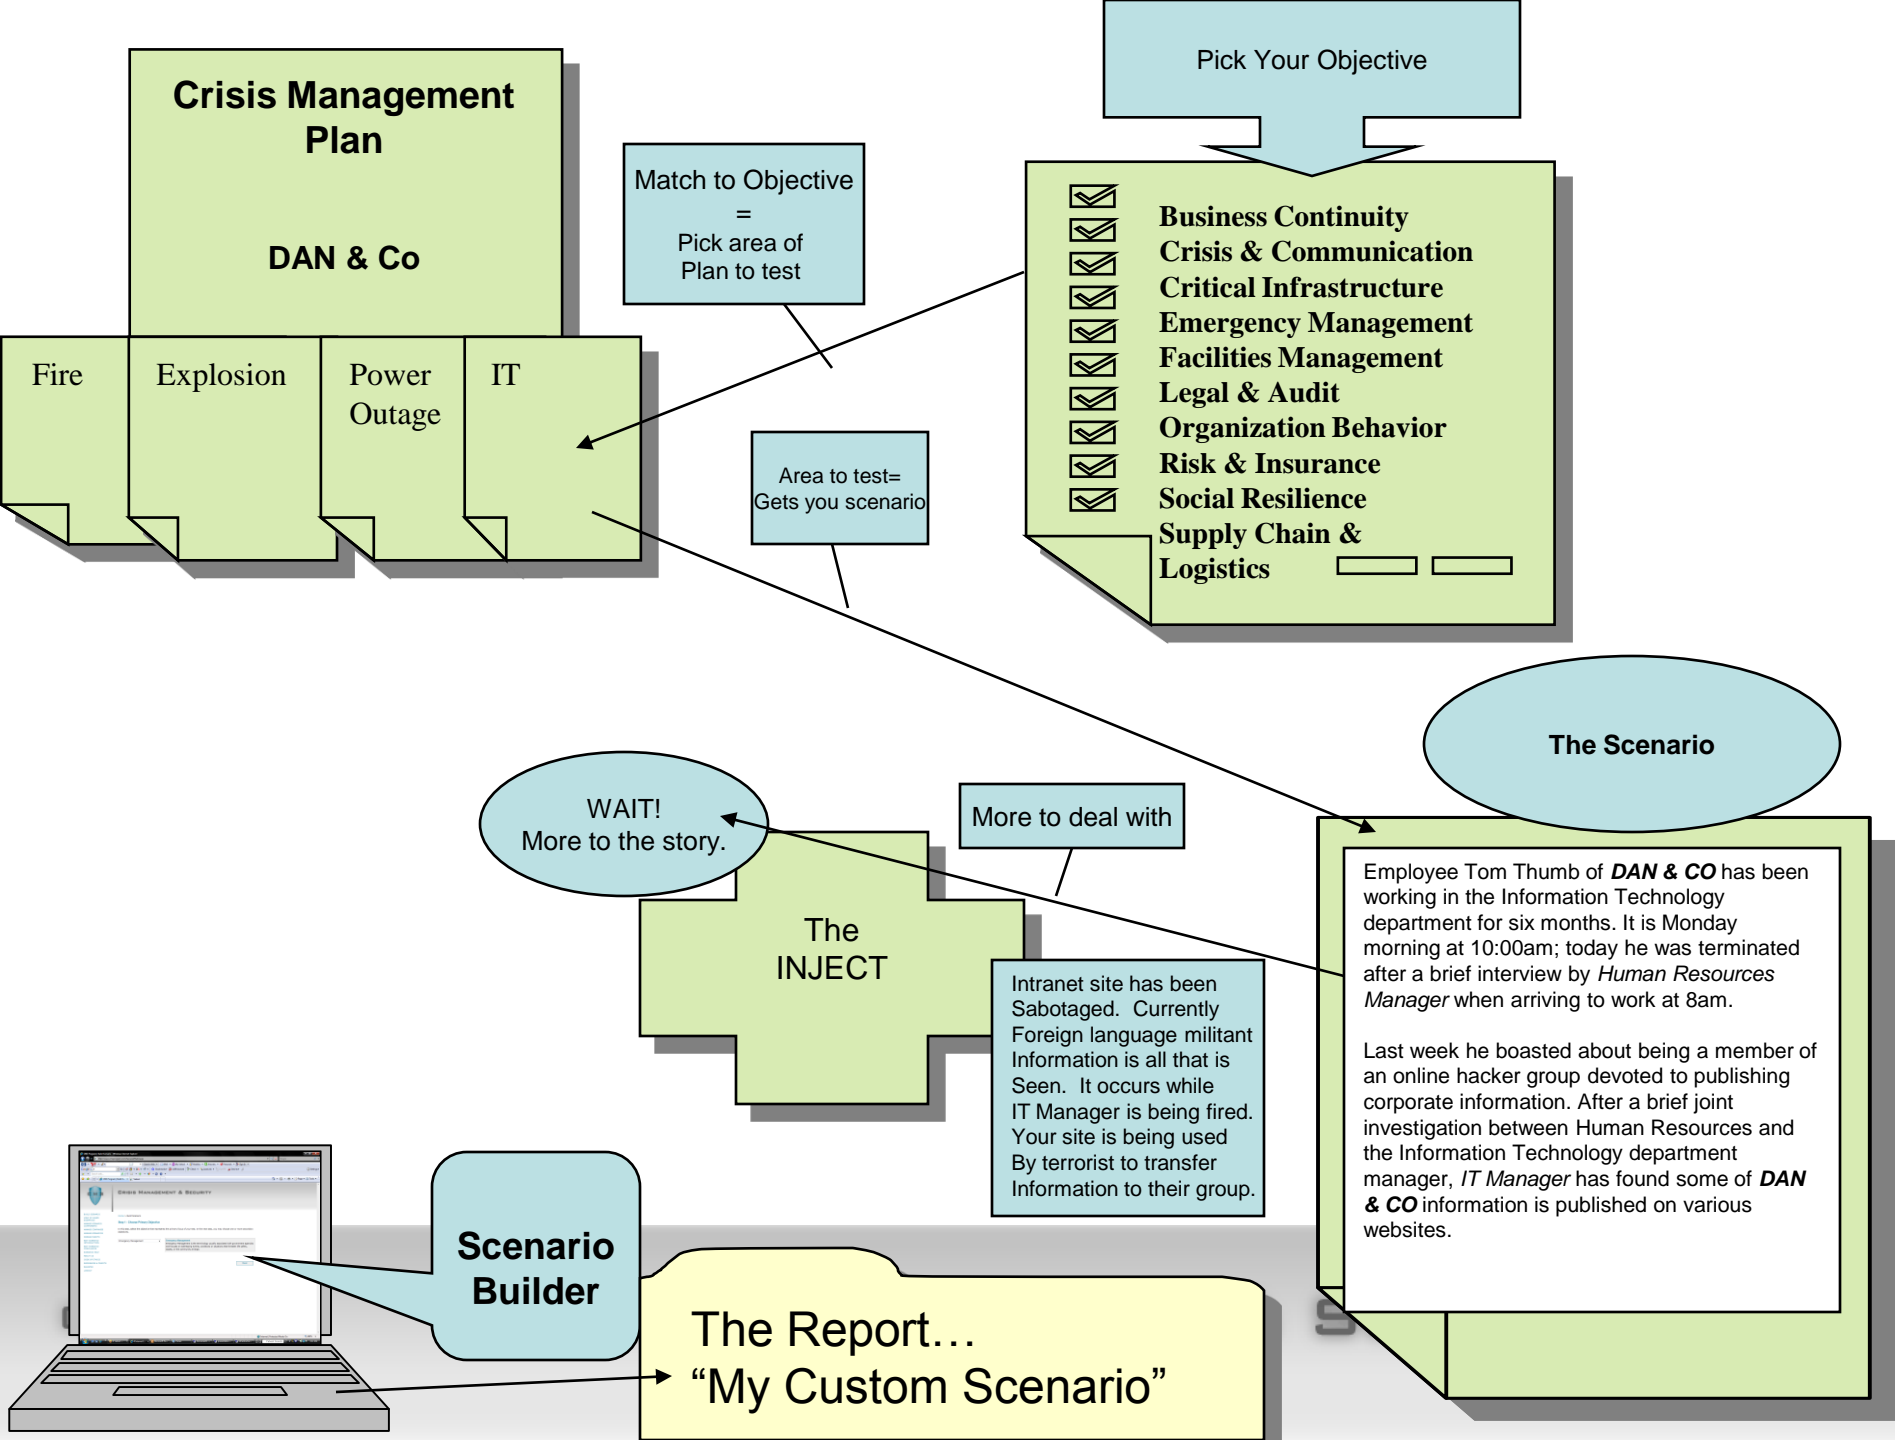 Pick Your Objective
Crisis Management
Plan
DAN & Co
Match to Objective
=
Pick area of
Plan to test
Business Continuity
Crisis & Communication
Critical Infrastructure
Emergency Management
Facilities Management
Legal & Audit
Organization Behavior
Risk & Insurance
Social Resilience
Supply Chain &
Logistics
Fire
Explosion
Power
Outage
IT
Area to test=
Gets you scenario
The Scenario
WAIT!
More to the story.
More to deal with
The
INJECT
Intranet site has been
Sabotaged.  Currently
Foreign language militant
Information is all that is
Seen.  It occurs while
IT Manager is being fired.
Your site is being used
By terrorist to transfer
Information to their group.
Employee Tom Thumb of DAN & CO has been
working in the Information Technology
department for six months. It is Monday
morning at 10:00am; today he was terminated
after a brief interview by Human Resources
Manager when arriving to work at 8am.
Last week he boasted about being a member of
an online hacker group devoted to publishing
corporate information. After a brief joint
investigation between Human Resources and
the Information Technology department
manager, IT Manager has found some of DAN
& CO information is published on various
websites.
Crisis Management & Security
Scenario
Builder
The Report…
“My Custom Scenario”